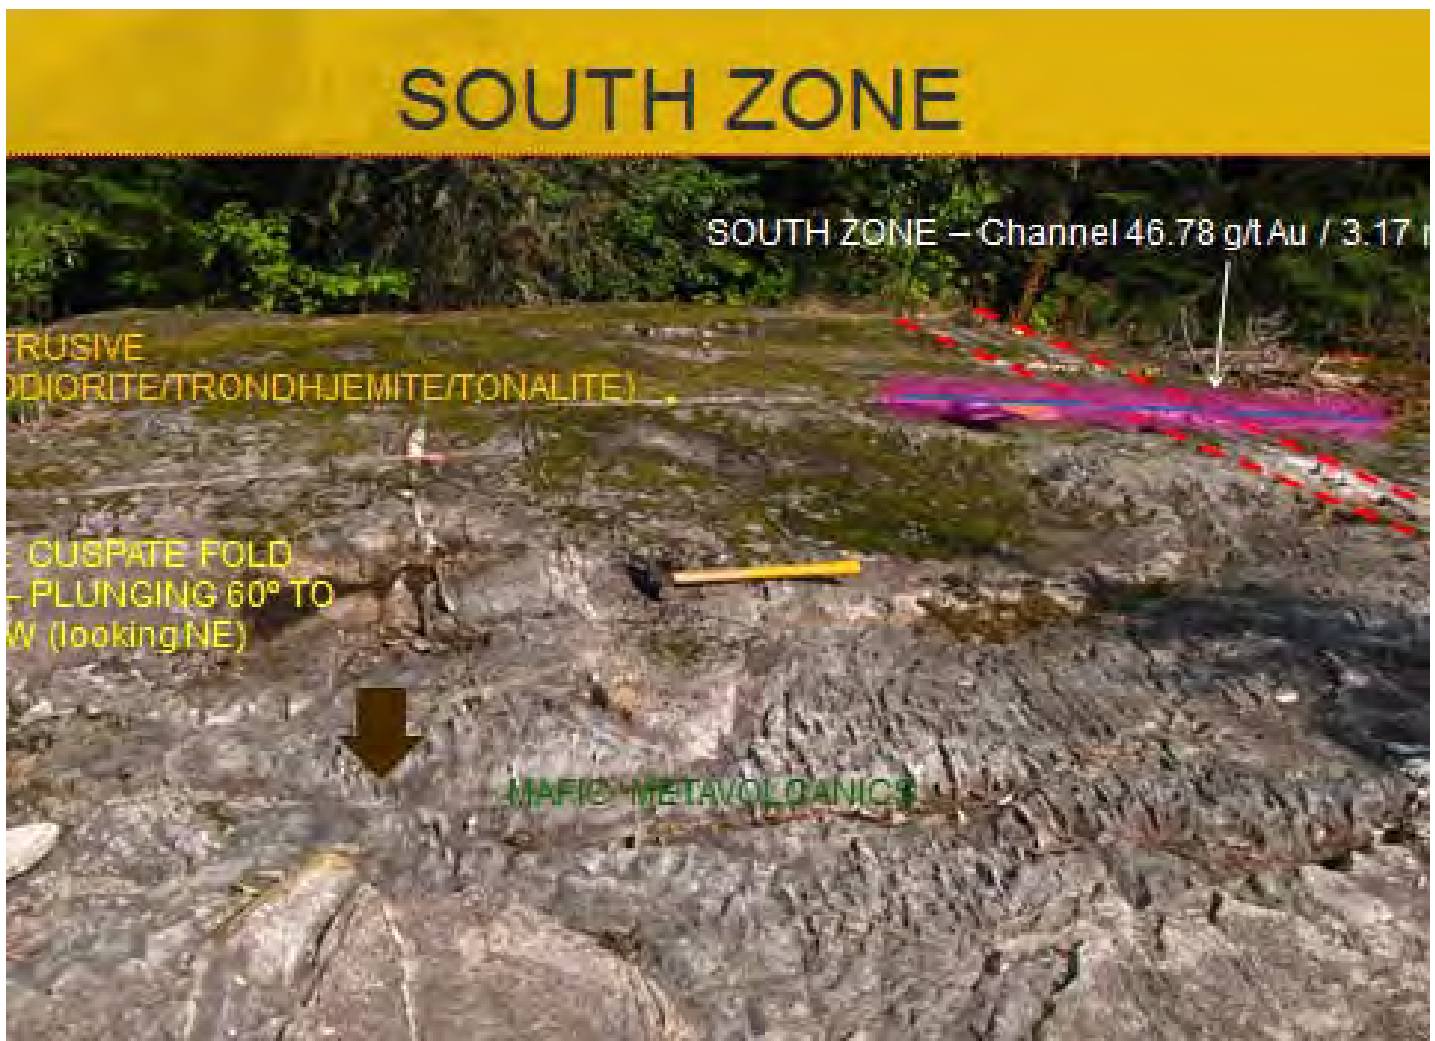 SOUTH ZONE
SOUTH ZONE – Channel 46.78 g/t Au / 3.17
TRUSIVE
ODIORITE/TRONDHJEMITE/TONALITE)
CUSPATE FOLD
– PLUNGING 60º TO
W (looking NE)
MAFIC METAVOLCANICS